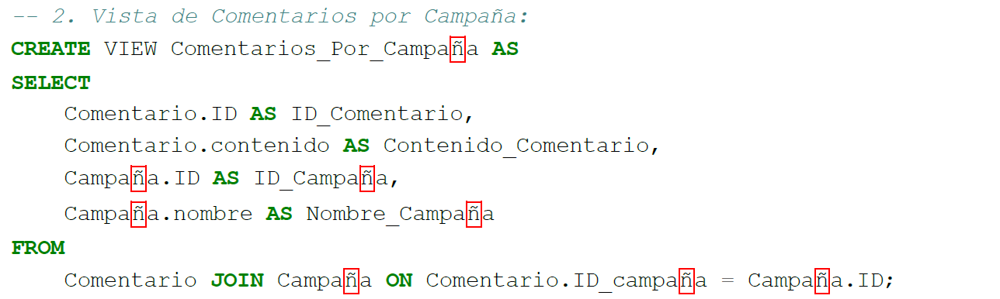 -- 2. Vista de Comentarios por Campaña:
CREATE VIEW Comentarios_Por_Campaña AS
SELECT
    Comentario.ID AS ID_Comentario,
    Comentario.contenido AS Contenido_Comentario,
    Campaña.ID AS ID_Campaña,
    Campaña.nombre AS Nombre_Campaña
FROM
    Comentario JOIN Campaña ON Comentario.ID_campaña = Campaña.ID;